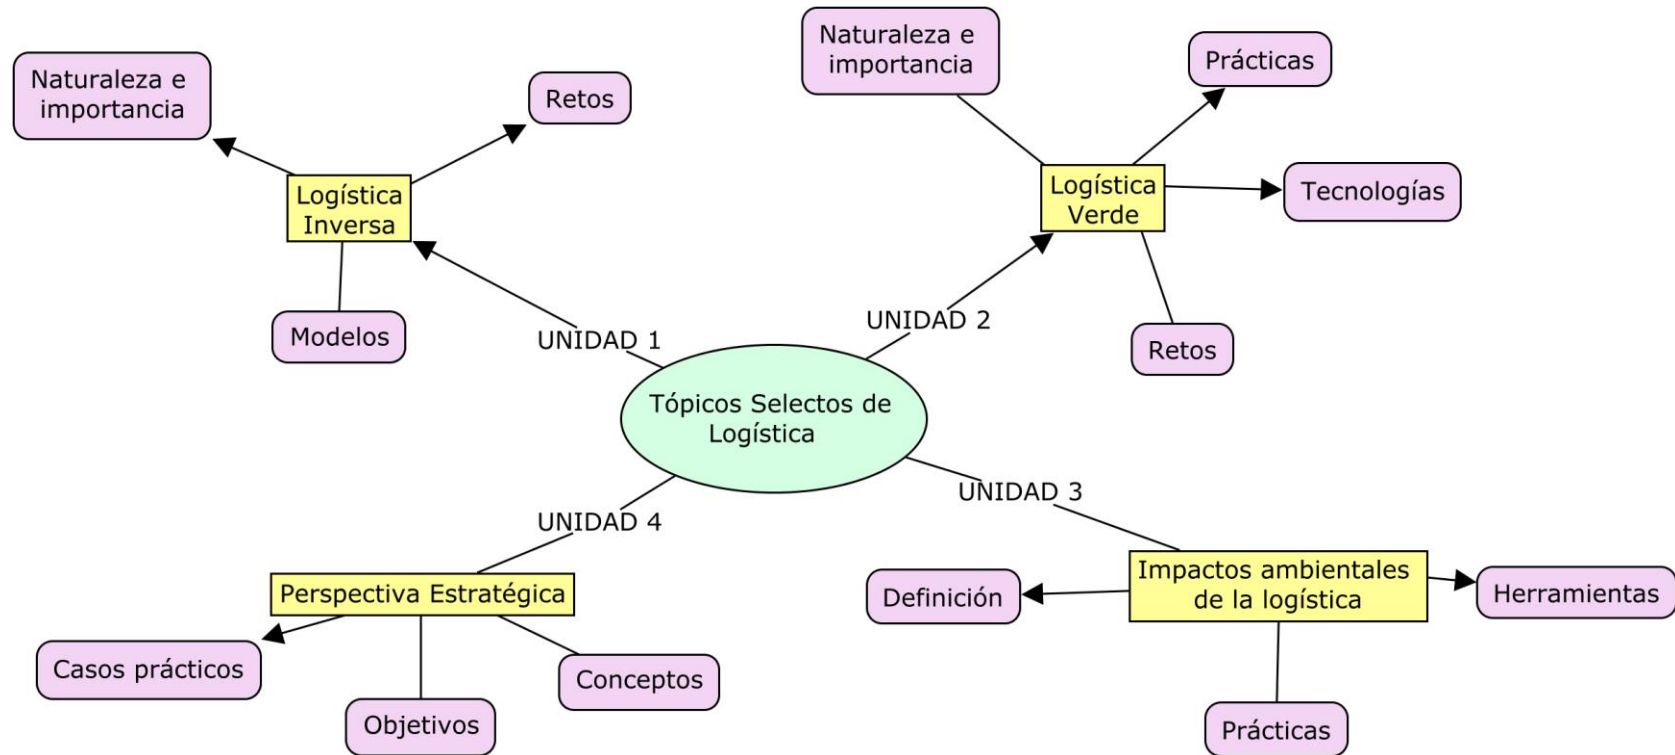 Naturaleza e
importancia
Retos
Logística
Inversa
Modelos
UNIDAD 1
Naturaleza e
importancia
Prácticas
Logística
Verde
Tecnologías
Retos
UNIDAD 2
Tópicos Selectos de
Logística
UNIDAD 3
Impactos ambientales
de la logística
Definición
Herramientas
Prácticas
UNIDAD 4
Perspectiva Estratégica
Casos prácticos
Objetivos
Conceptos